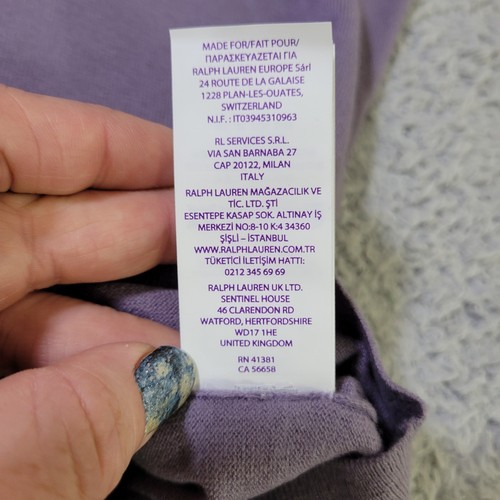 MADE FOR/FAIT POUR/
ΠΑΡΑΣΚΕΥΑΖΕΤΑΙ ΓΙΑ
RALPH LAUREN EUROPE Sárl
24 ROUTE DE LA GALAISE
1228 PLAN-LES-OUATES,
SWITZERLAND
N.I.F. : IT03945310963
RL SERVICES S.R.L.
VIA SAN BARNABA 27
CAP 20122, MILAN
ITALY
RALPH LAUREN MAĞAZACILIK VE
TİC. LTD. ŞTİ
ESENTEPE KASAP SOK. ALTINAY İŞ
MERKEZİ NO:8-10 K:4 34360
ŞİŞLİ – İSTANBUL
WWW.RALPHLAUREN.COM.TR
TÜKETİCİ İLETİŞİM HATTI:
0212 345 69 69
RALPH LAUREN UK LTD.
SENTINEL HOUSE
46 CLARENDON RD
WATFORD, HERTFORDSHIRE
WD17 1HE
UNITED KINGDOM
RN 41381
CA 56658